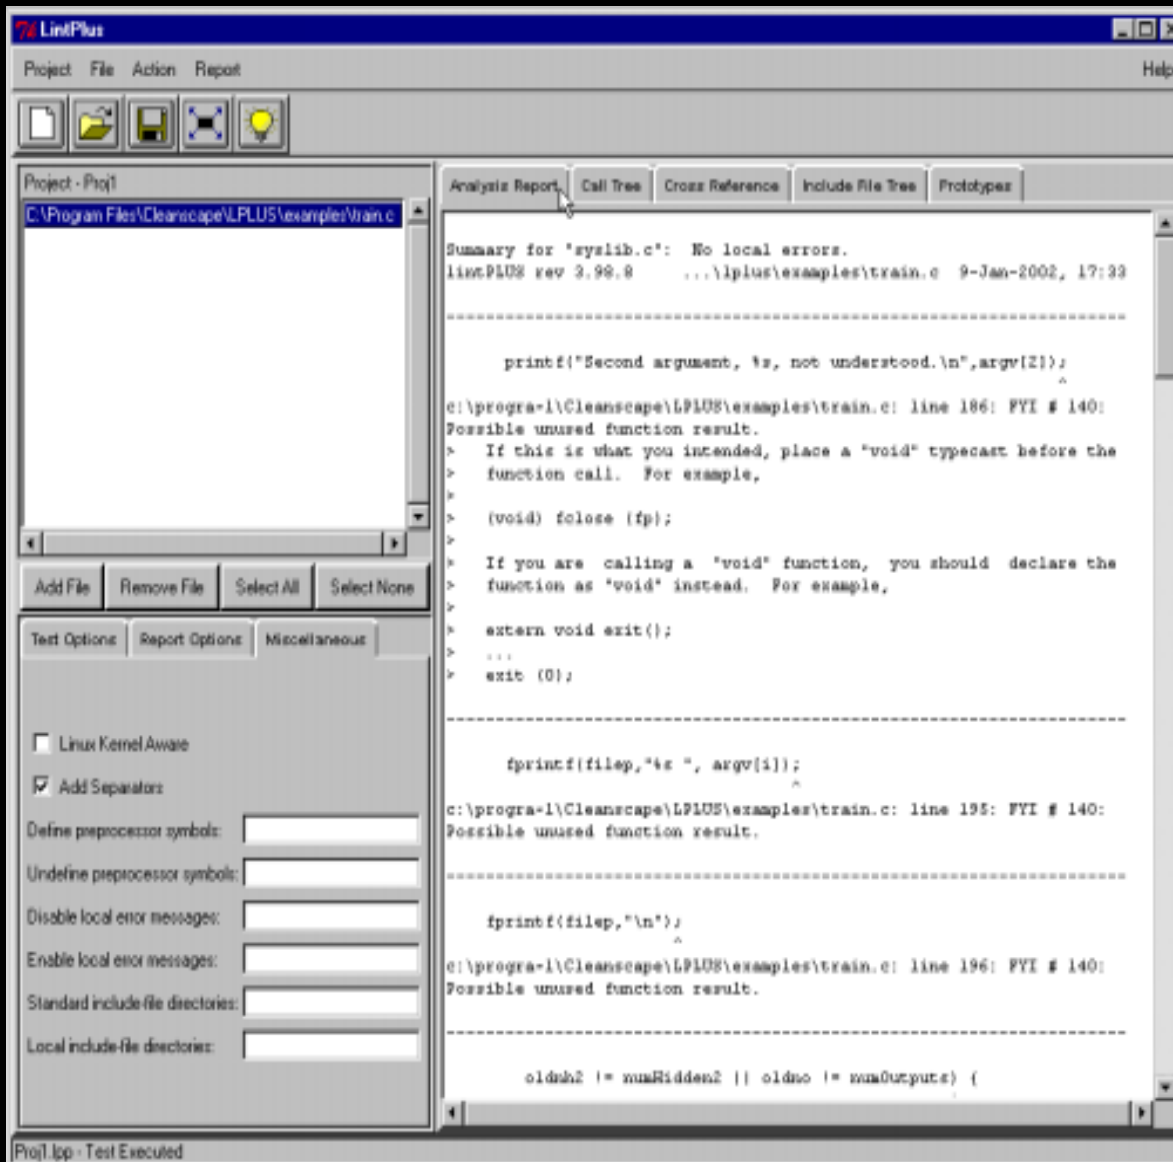 LintPlus
Project File Action Report Help
Project - Proj1
C:\Program Files\Cleanscape\LPLUS\examples\train.c
Add File Remove File Select All Select None
Test Options Report Options Miscellaneous
Linux Kernel Aware
Add Separators
Define preprocessor symbols:
Undefine preprocessor symbols:
Disable local error messages:
Enable local error messages:
Standard include-file directories:
Local include-file directories:
Analysis Report Call Tree Cross Reference Include File Tree Prototypes
Summary for "syslib.c": No local errors.
lintPLUS rev 3.98.8 ...\lplus\examples\train.c 9-Jan-2002, 17:33
----------------------------------------------------------------------
printf("Second argument, %s, not understood.\n",argv[2]);
^
c:\progra~1\Cleanscape\LPLUS\examples\train.c: line 186: FYI # 140:
Possible unused function result.
> If this is what you intended, place a "void" typecast before the
> function call. For example,
>
> (void) fclose (fp);
>
> If you are calling a "void" function, you should declare the
> function as "void" instead. For example,
>
> extern void exit();
> ...
> exit (0);
----------------------------------------------------------------------
fprintf(filep,"%s ", argv[i]);
^
c:\progra~1\Cleanscape\LPLUS\examples\train.c: line 195: FYI # 140:
Possible unused function result.
----------------------------------------------------------------------
fprintf(filep,"\n");
^
c:\progra~1\Cleanscape\LPLUS\examples\train.c: line 196: FYI # 140:
Possible unused function result.
----------------------------------------------------------------------
oldnh2 != numHidden2 || oldno != numOutputs) {
Proj1.lpp - Test Executed